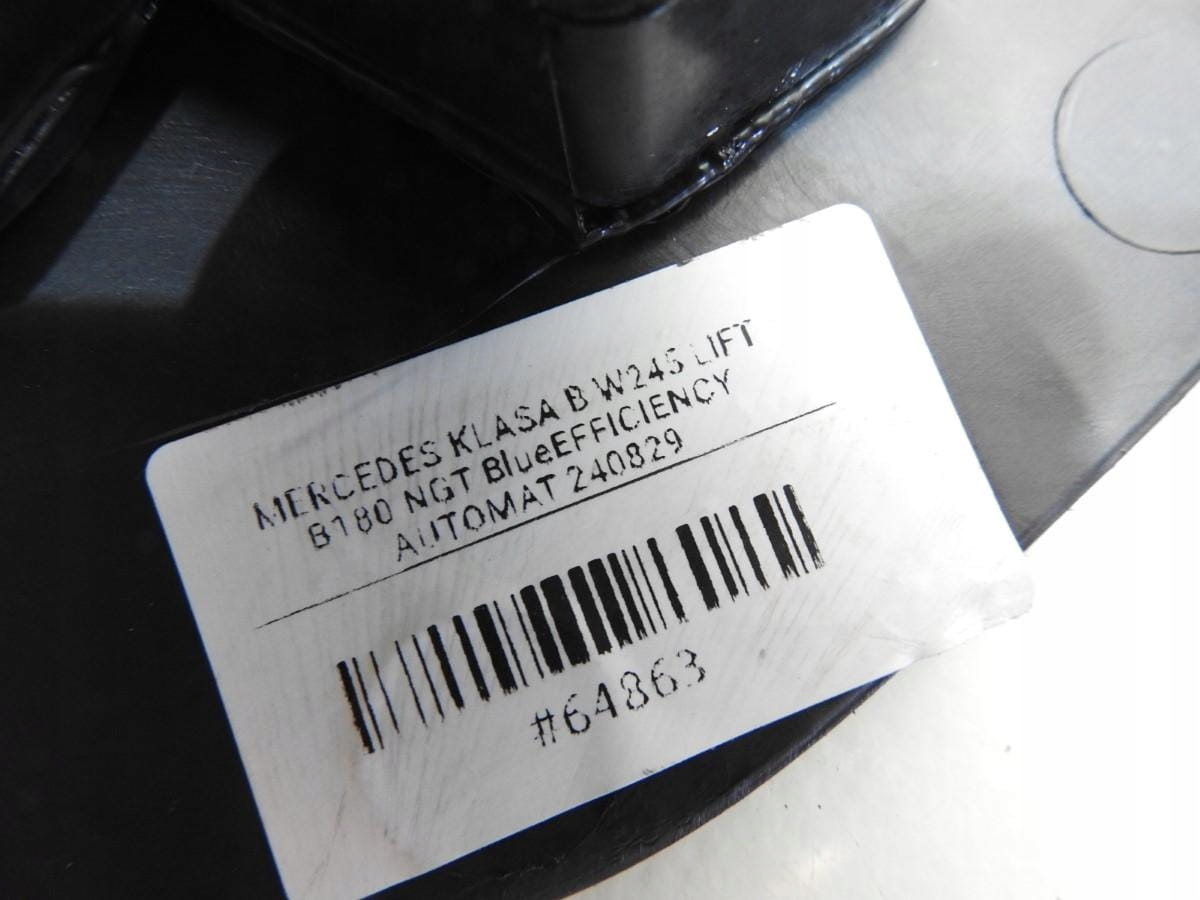 MERCEDES KLASA B W245 LIFT
B180 NGT BlueEFFICIENCY
AUTOMAT 240829
#64863